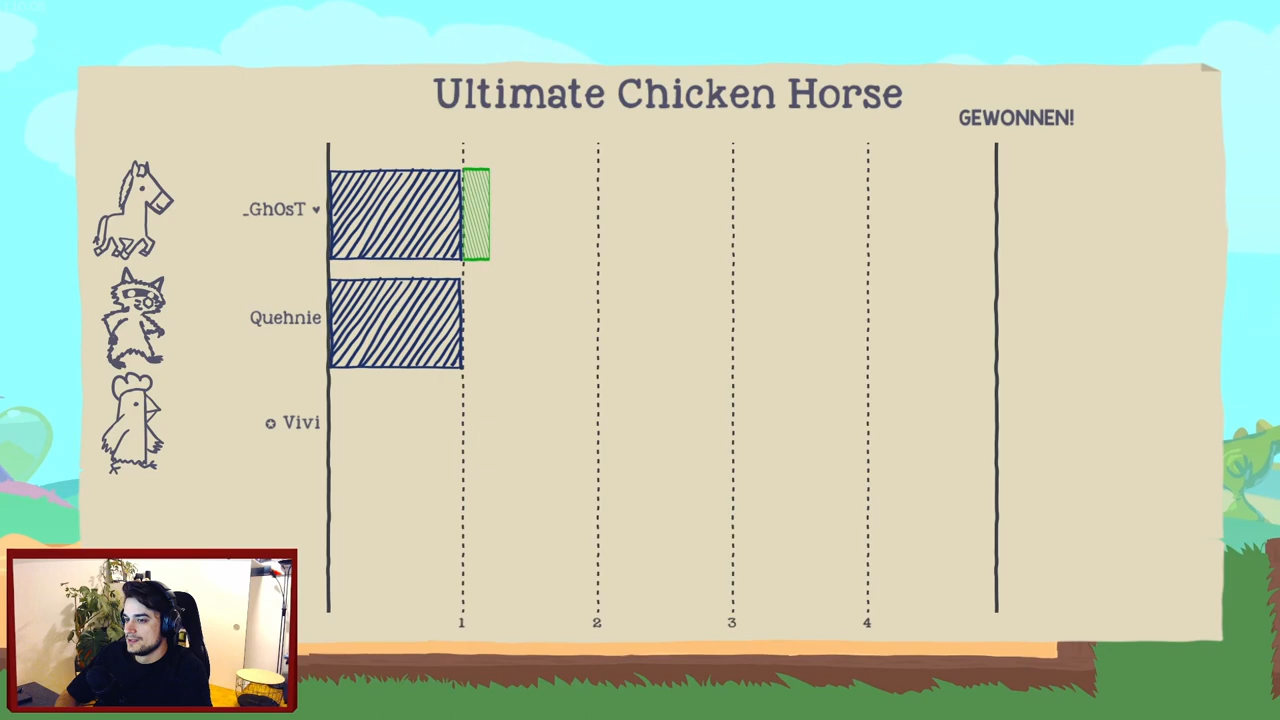 Ultimate Chicken Horse
GEWONNEN!
_GhOsT ♥
Quehnie
✪ Vivi
1 2 3 4